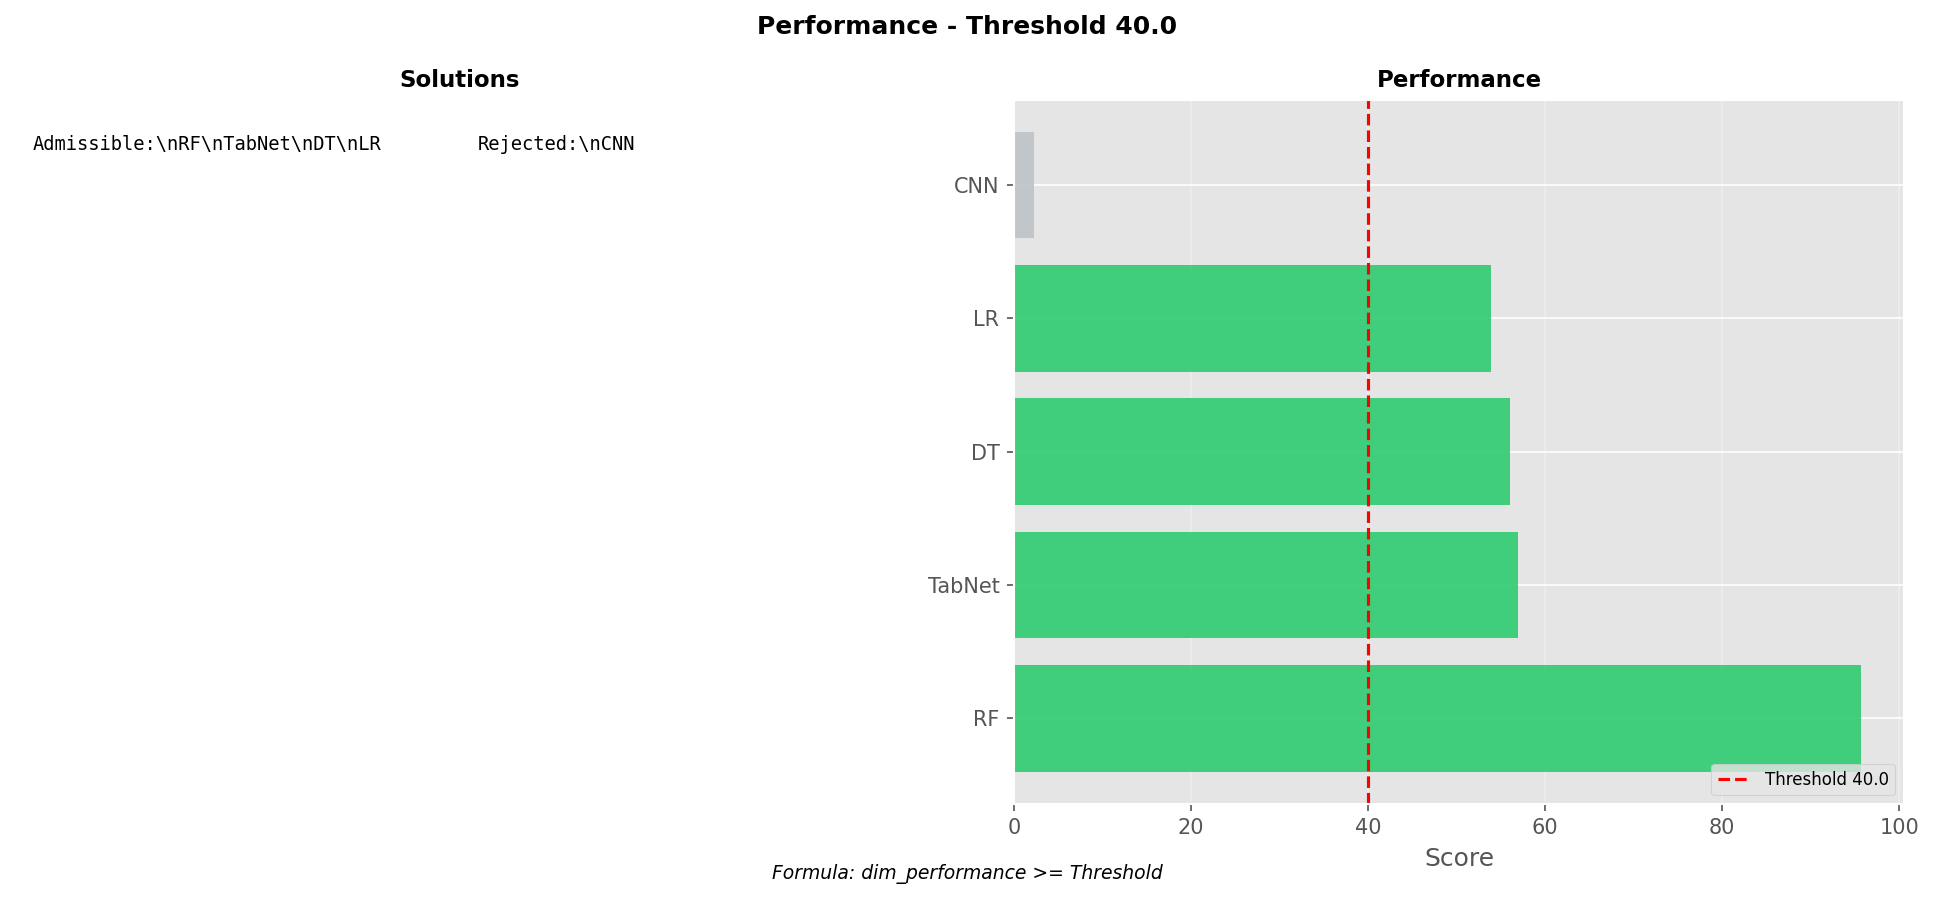 Performance - Threshold 40.0
Solutions
Admissible:\nRF\nTabNet\nDT\nLR
Rejected:\nCNN
Performance
CNN
LR
DT
TabNet
RF
Threshold 40.0
0 20 40 60 80 100
Score
Formula: dim_performance >= Threshold